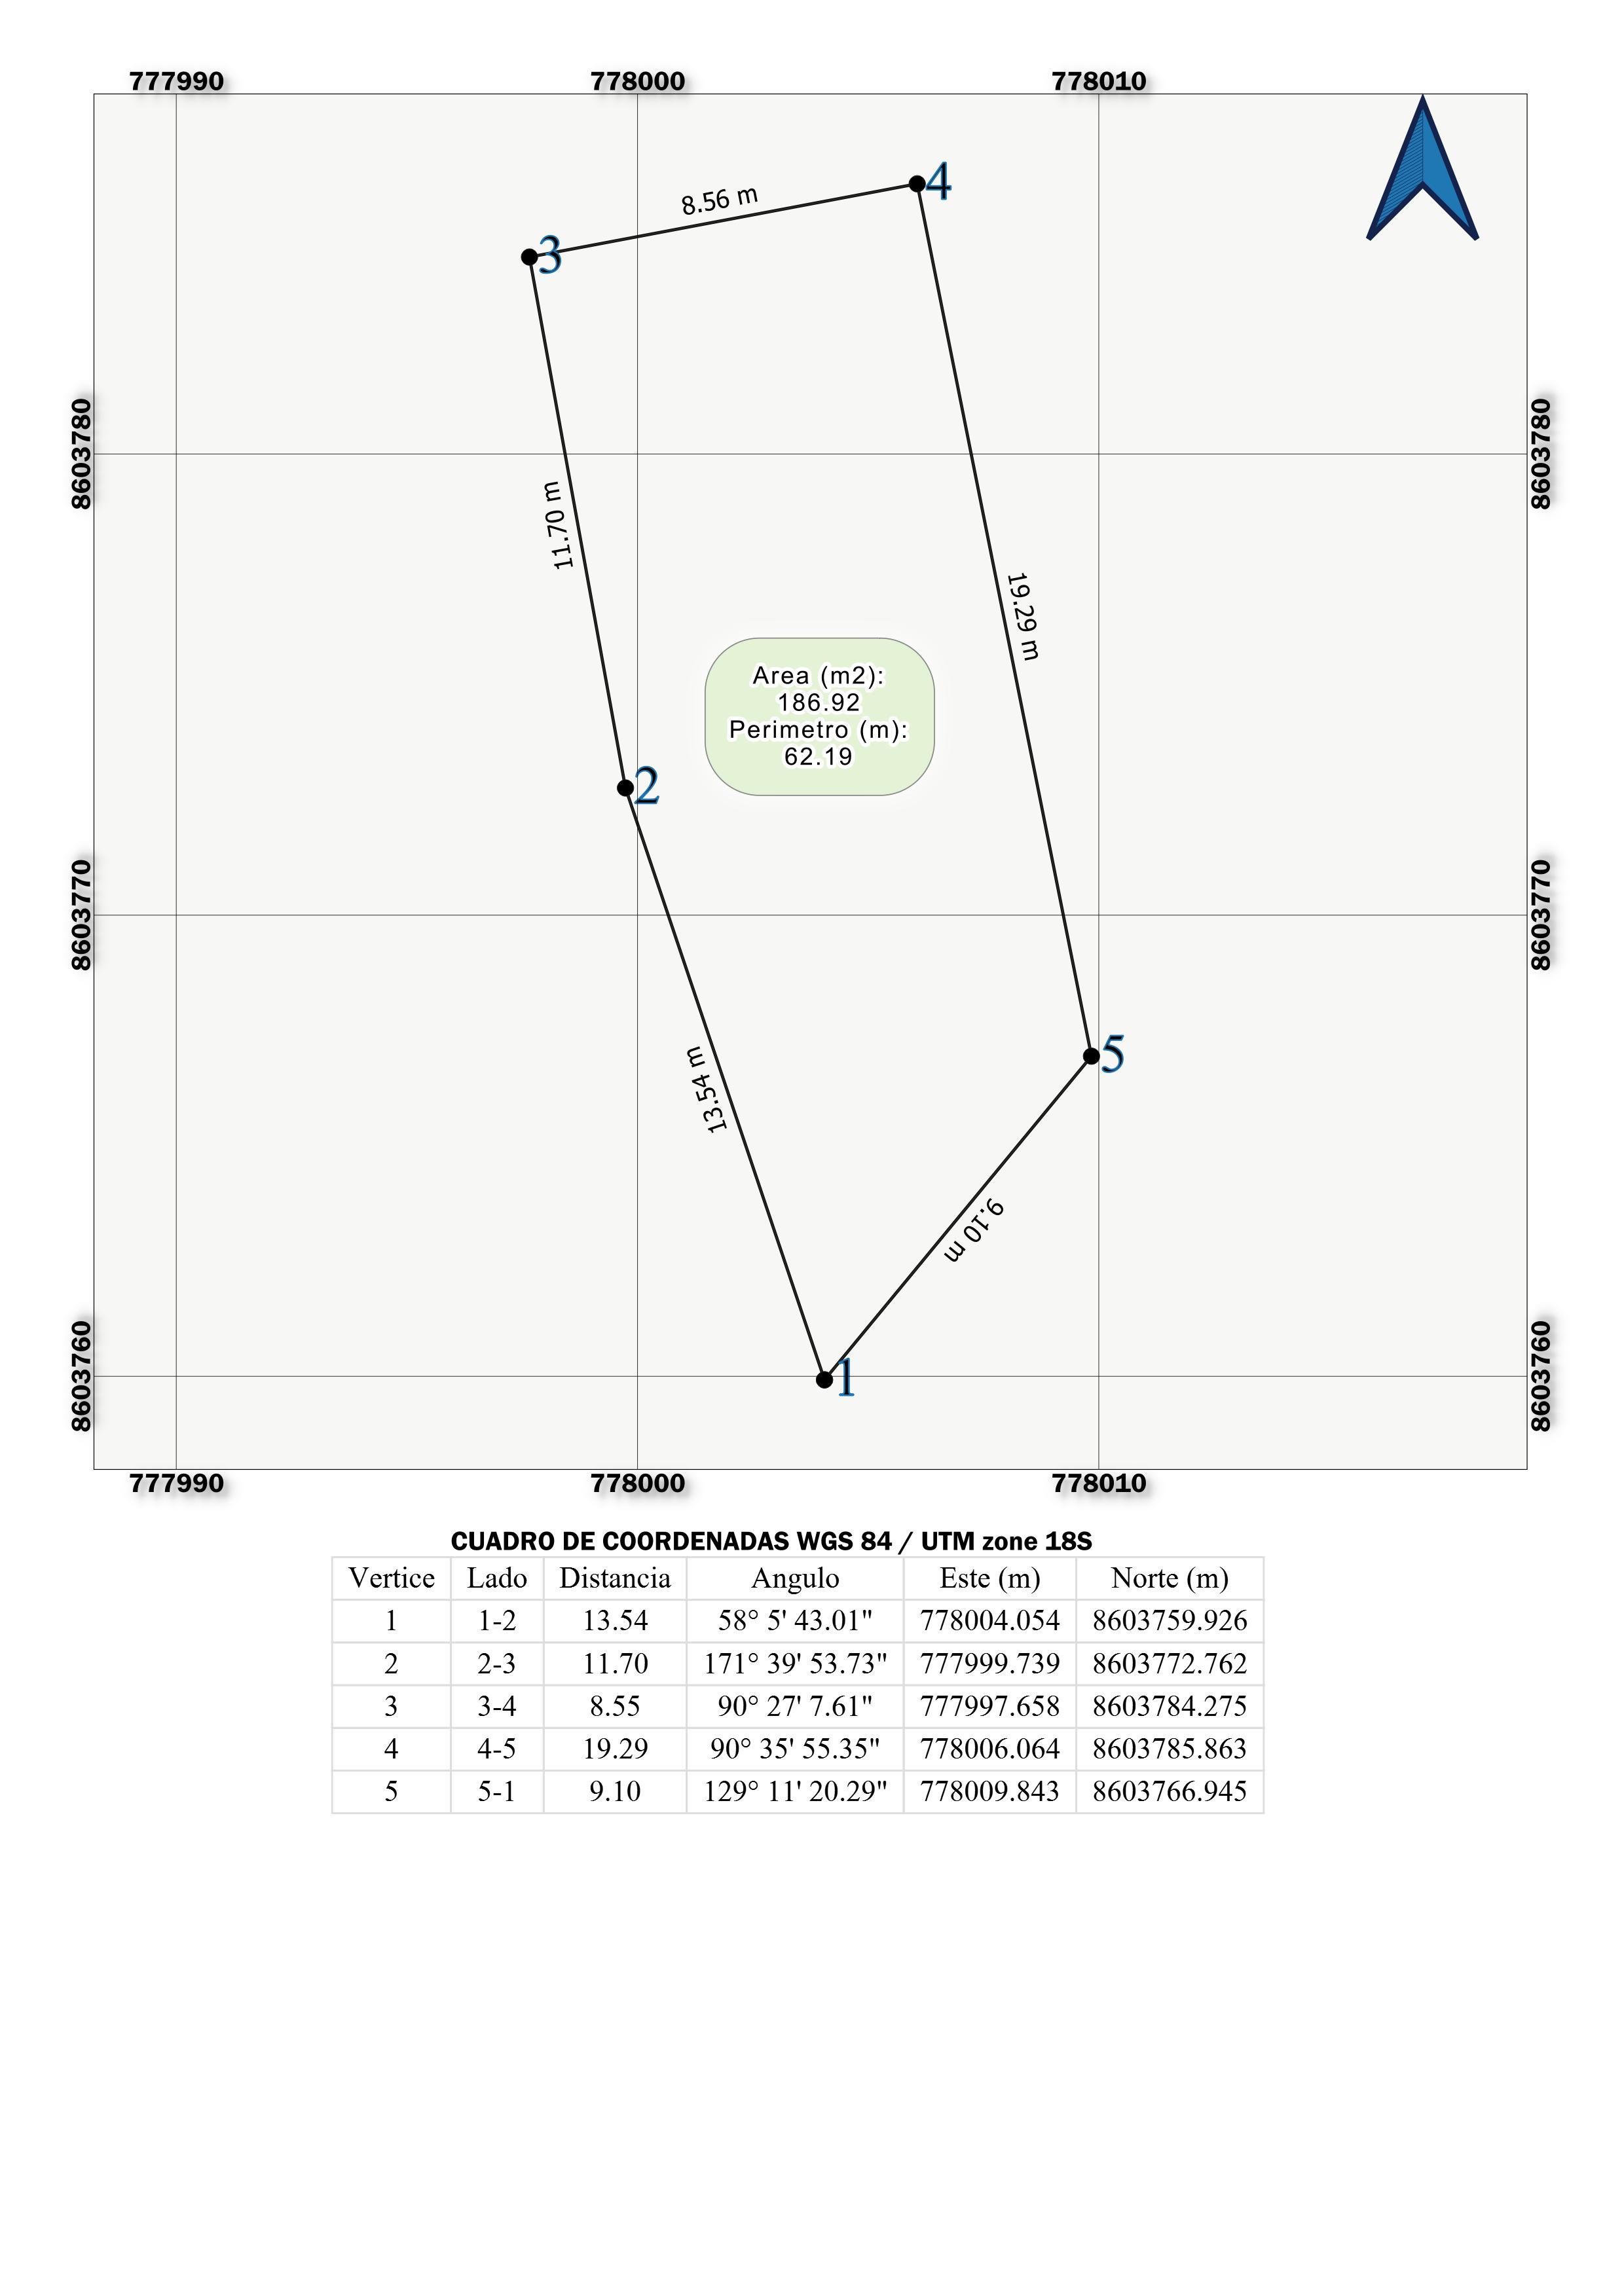 777990 778000 778010
4
8.56 m
3
8603780 8603780
11.70 m
19.29 m
Area (m2):
186.92
Perimetro (m):
62.19
2
8603770 8603770
5
13.54 m
9.10 m
8603760 8603760
1
777990 778000 778010
CUADRO DE COORDENADAS WGS 84 / UTM zone 18S
Vertice Lado Distancia Angulo Este (m) Norte (m)
1 1-2 13.54 58° 5' 43.01" 778004.054 8603759.926
2 2-3 11.70 171° 39' 53.73" 777999.739 8603772.762
3 3-4 8.55 90° 27' 7.61" 777997.658 8603784.275
4 4-5 19.29 90° 35' 55.35" 778006.064 8603785.863
5 5-1 9.10 129° 11' 20.29" 778009.843 8603766.945